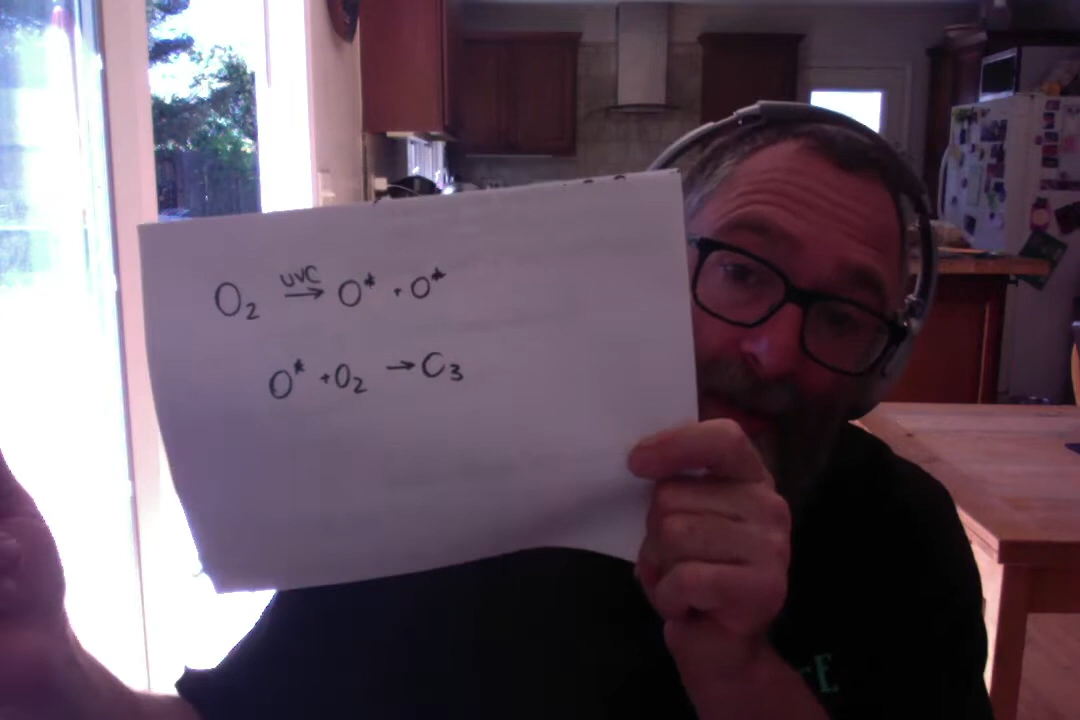 UVC
O₂ → O* + O*
O* + O₂ → O₃